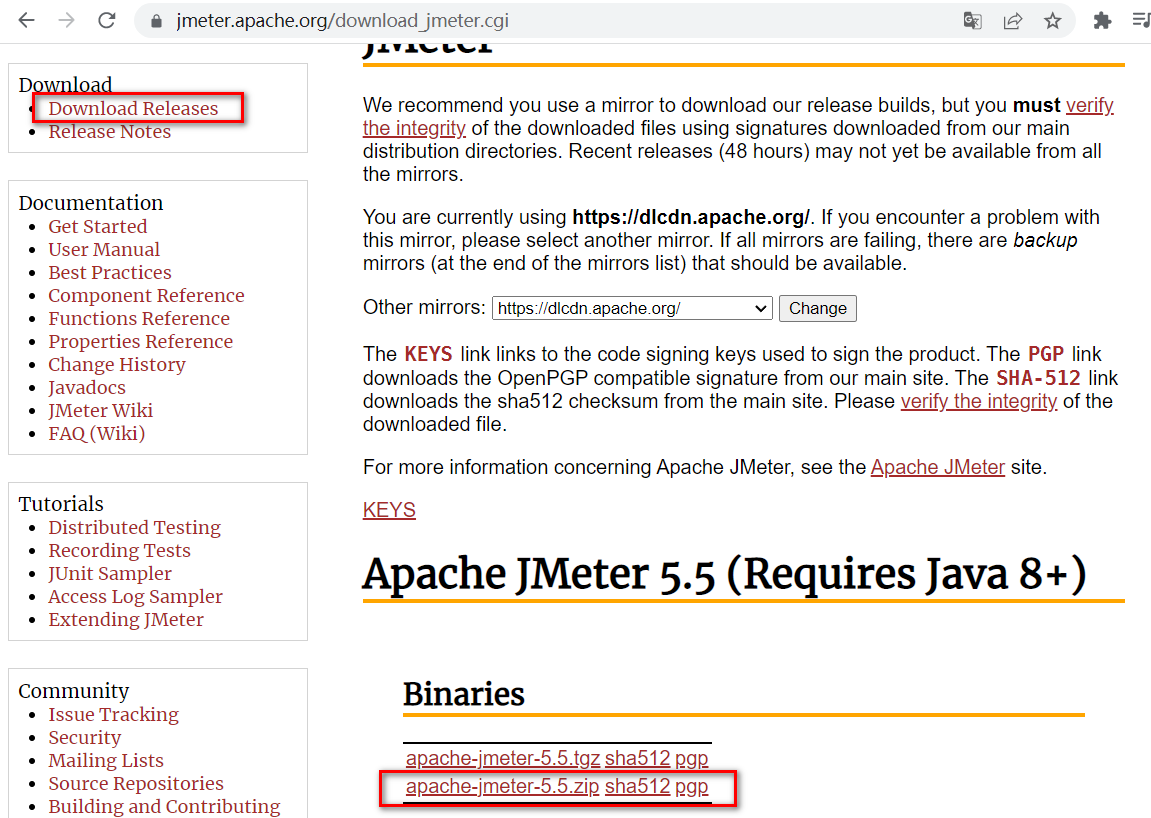 jmeter.apache.org/download_jmeter.cgi
Download
Download Releases
Release Notes
Documentation
Get Started
User Manual
Best Practices
Component Reference
Functions Reference
Properties Reference
Change History
Javadocs
JMeter Wiki
FAQ (Wiki)
Tutorials
Distributed Testing
Recording Tests
JUnit Sampler
Access Log Sampler
Extending JMeter
Community
Issue Tracking
Security
Mailing Lists
Source Repositories
Building and Contributing
JMeter
We recommend you use a mirror to download our release builds, but you must verify
the integrity of the downloaded files using signatures downloaded from our main
distribution directories. Recent releases (48 hours) may not yet be available from all
the mirrors.
You are currently using https://dlcdn.apache.org/. If you encounter a problem with
this mirror, please select another mirror. If all mirrors are failing, there are backup
mirrors (at the end of the mirrors list) that should be available.
Other mirrors: https://dlcdn.apache.org/ Change
The KEYS link links to the code signing keys used to sign the product. The PGP link
downloads the OpenPGP compatible signature from our main site. The SHA-512 link
downloads the sha512 checksum from the main site. Please verify the integrity of the
downloaded file.
For more information concerning Apache JMeter, see the Apache JMeter site.
KEYS
Apache JMeter 5.5 (Requires Java 8+)
Binaries
apache-jmeter-5.5.tgz sha512 pgp
apache-jmeter-5.5.zip sha512 pgp